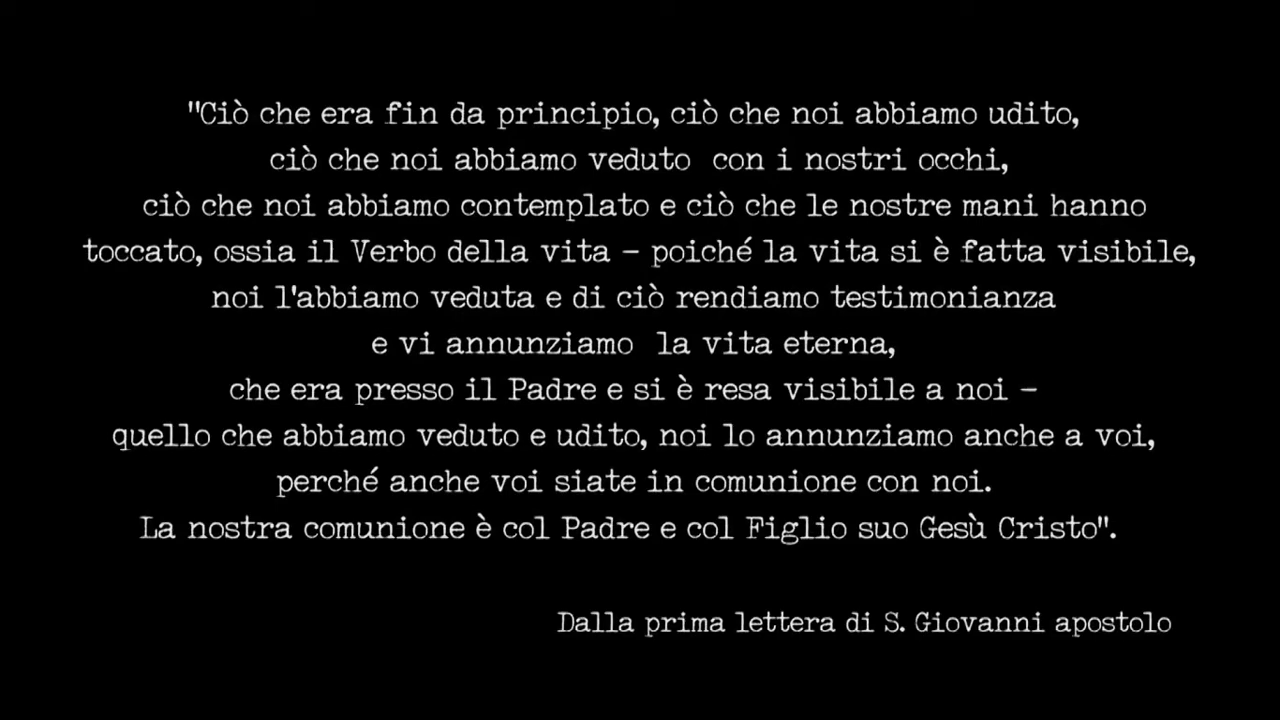 "Ciò che era fin da principio, ciò che noi abbiamo udito,
ciò che noi abbiamo veduto  con i nostri occhi,
ciò che noi abbiamo contemplato e ciò che le nostre mani hanno
toccato, ossia il Verbo della vita – poiché la vita si è fatta visibile,
noi l'abbiamo veduta e di ciò rendiamo testimonianza
e vi annunziamo  la vita eterna,
che era presso il Padre e si è resa visibile a noi –
quello che abbiamo veduto e udito, noi lo annunziamo anche a voi,
perché anche voi siate in comunione con noi.
La nostra comunione è col Padre e col Figlio suo Gesù Cristo".
Dalla prima lettera di S. Giovanni apostolo